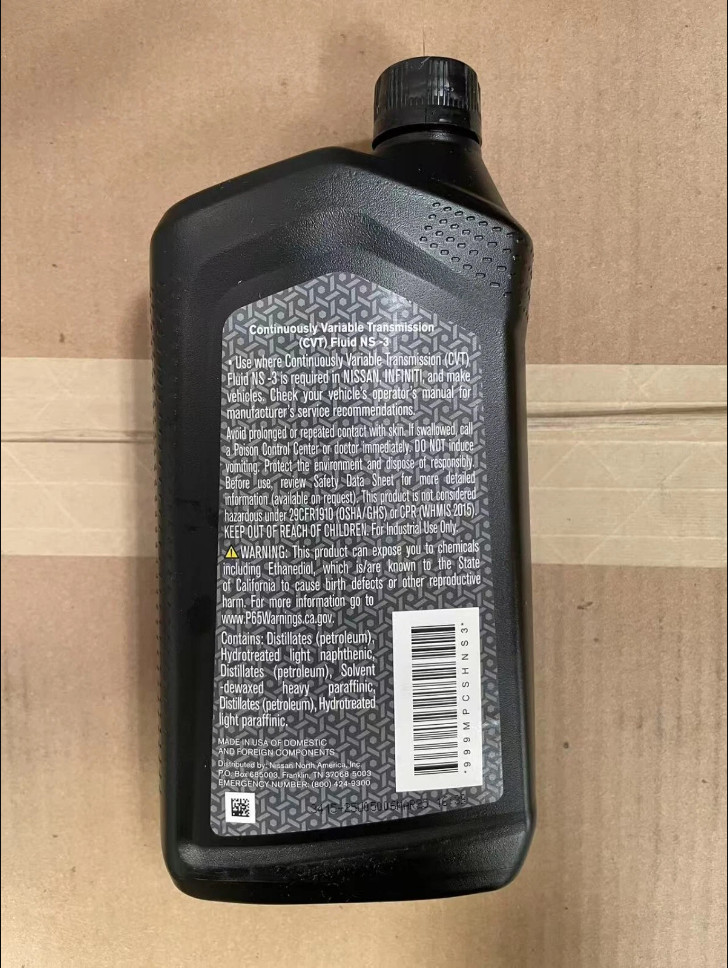 Continuously Variable Transmission
(CVT) Fluid NS -3
• Use where Continuously Variable Transmission (CVT)
Fluid NS -3 is required in NISSAN, INFINITI, and make
vehicles. Check your vehicle's operator's manual for
manufacturer's service recommendations.
Avoid prolonged or repeated contact with skin. If swallowed, call
a Poison Control Center or doctor immediately. DO NOT induce
vomiting. Protect the environment and dispose of responsibly.
Before use, review Safety Data Sheet for more detailed
information (available on request). This product is not considered
hazardous under 29CFR1910 (OSHA/GHS) or CPR (WHMIS 2015).
KEEP OUT OF REACH OF CHILDREN. For Industrial Use Only.
WARNING: This product can expose you to chemicals
including Ethanediol, which is/are known to the State
of California to cause birth defects or other reproductive
harm. For more information go to
www.P65Warnings.ca.gov.
Contains: Distillates (petroleum),
Hydrotreated light naphthenic,
Distillates (petroleum), Solvent
-dewaxed heavy paraffinic,
Distillates (petroleum), Hydrotreated
light paraffinic.
MADE IN USA OF DOMESTIC
AND FOREIGN COMPONENTS
Distributed by: Nissan North America, Inc
P.O. Box 685003, Franklin, TN 37068-5003
EMERGENCY NUMBER: (800) 424-9300
*999MPCSHNS3*